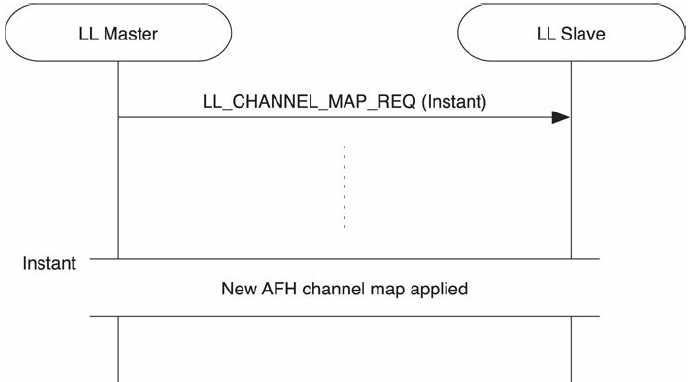 LL Master
LL Slave
LL_CHANNEL_MAP_REQ (Instant)
Instant
New AFH channel map applied